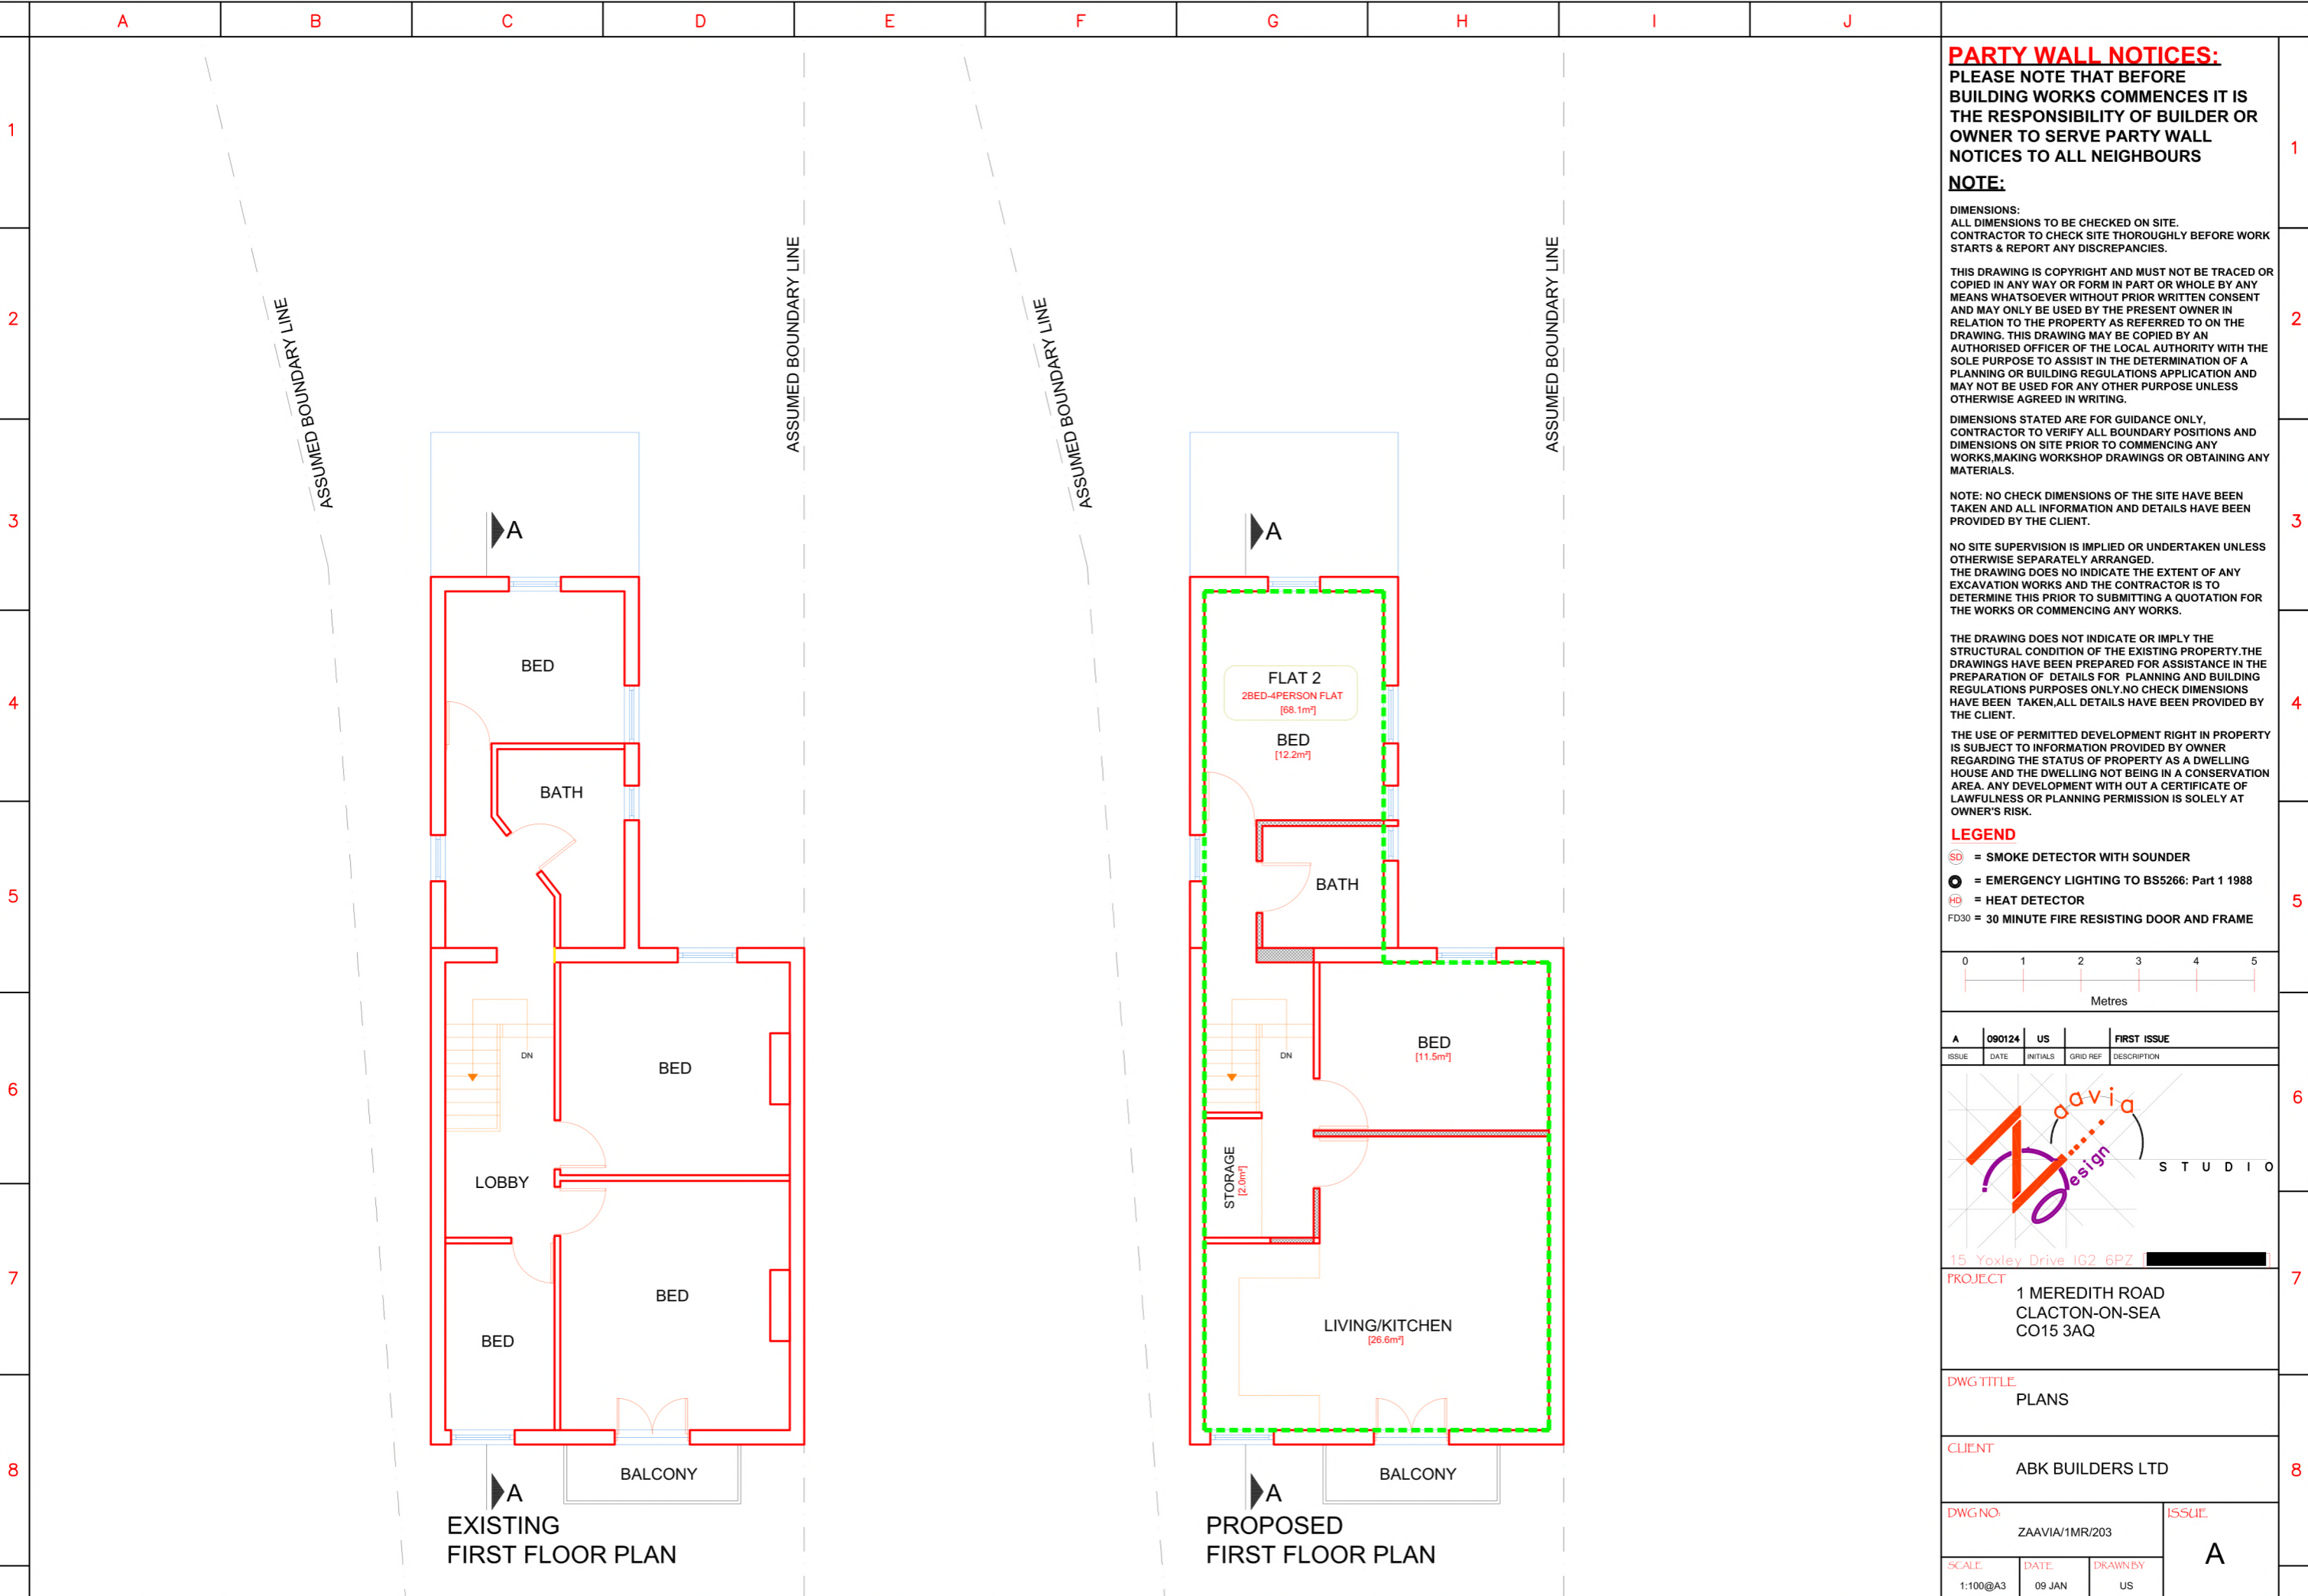 A B C D E F G H I J
1
2
3
4
5
6
7
8
ASSUMED BOUNDARY LINE
ASSUMED BOUNDARY LINE
A
BED
BATH
BED
DN
LOBBY
BED
BED
BALCONY
A
EXISTING
FIRST FLOOR PLAN
ASSUMED BOUNDARY LINE
ASSUMED BOUNDARY LINE
A
FLAT 2
2BED-4PERSON FLAT
[68.1m²]
BED
[12.2m²]
BATH
BED
[11.5m²]
DN
STORAGE
[2.0m²]
LIVING/KITCHEN
[26.6m²]
BALCONY
A
PROPOSED
FIRST FLOOR PLAN
PARTY WALL NOTICES:
PLEASE NOTE THAT BEFORE
BUILDING WORKS COMMENCES IT IS
THE RESPONSIBILITY OF BUILDER OR
OWNER TO SERVE PARTY WALL
NOTICES TO ALL NEIGHBOURS
NOTE:
DIMENSIONS:
ALL DIMENSIONS TO BE CHECKED ON SITE.
CONTRACTOR TO CHECK SITE THOROUGHLY BEFORE WORK
STARTS & REPORT ANY DISCREPANCIES.
THIS DRAWING IS COPYRIGHT AND MUST NOT BE TRACED OR
COPIED IN ANY WAY OR FORM IN PART OR WHOLE BY ANY
MEANS WHATSOEVER WITHOUT PRIOR WRITTEN CONSENT
AND MAY ONLY BE USED BY THE PRESENT OWNER IN
RELATION TO THE PROPERTY AS REFERRED TO ON THE
DRAWING. THIS DRAWING MAY BE COPIED BY AN
AUTHORISED OFFICER OF THE LOCAL AUTHORITY WITH THE
SOLE PURPOSE TO ASSIST IN THE DETERMINATION OF A
PLANNING OR BUILDING REGULATIONS APPLICATION AND
MAY NOT BE USED FOR ANY OTHER PURPOSE UNLESS
OTHERWISE AGREED IN WRITING.
DIMENSIONS STATED ARE FOR GUIDANCE ONLY,
CONTRACTOR TO VERIFY ALL BOUNDARY POSITIONS AND
DIMENSIONS ON SITE PRIOR TO COMMENCING ANY
WORKS,MAKING WORKSHOP DRAWINGS OR OBTAINING ANY
MATERIALS.
NOTE: NO CHECK DIMENSIONS OF THE SITE HAVE BEEN
TAKEN AND ALL INFORMATION AND DETAILS HAVE BEEN
PROVIDED BY THE CLIENT.
NO SITE SUPERVISION IS IMPLIED OR UNDERTAKEN UNLESS
OTHERWISE SEPARATELY ARRANGED.
THE DRAWING DOES NO INDICATE THE EXTENT OF ANY
EXCAVATION WORKS AND THE CONTRACTOR IS TO
DETERMINE THIS PRIOR TO SUBMITTING A QUOTATION FOR
THE WORKS OR COMMENCING ANY WORKS.
THE DRAWING DOES NOT INDICATE OR IMPLY THE
STRUCTURAL CONDITION OF THE EXISTING PROPERTY.THE
DRAWINGS HAVE BEEN PREPARED FOR ASSISTANCE IN THE
PREPARATION OF DETAILS FOR PLANNING AND BUILDING
REGULATIONS PURPOSES ONLY.NO CHECK DIMENSIONS
HAVE BEEN TAKEN,ALL DETAILS HAVE BEEN PROVIDED BY
THE CLIENT.
THE USE OF PERMITTED DEVELOPMENT RIGHT IN PROPERTY
IS SUBJECT TO INFORMATION PROVIDED BY OWNER
REGARDING THE STATUS OF PROPERTY AS A DWELLING
HOUSE AND THE DWELLING NOT BEING IN A CONSERVATION
AREA. ANY DEVELOPMENT WITH OUT A CERTIFICATE OF
LAWFULNESS OR PLANNING PERMISSION IS SOLELY AT
OWNER'S RISK.
LEGEND
SD = SMOKE DETECTOR WITH SOUNDER
= EMERGENCY LIGHTING TO BS5266: Part 1 1988
HD = HEAT DETECTOR
FD30 = 30 MINUTE FIRE RESISTING DOOR AND FRAME
0 1 2 3 4 5
Metres
A 090124 US FIRST ISSUE
ISSUE DATE INITIALS GRID REF DESCRIPTION
Zaavia
Design
STUDIO
15 Yoxley Drive IG2 6PZ [ ]
PROJECT
1 MEREDITH ROAD
CLACTON-ON-SEA
CO15 3AQ
DWG TITLE
PLANS
CLIENT
ABK BUILDERS LTD
DWG NO:
ZAAVIA/1MR/203
ISSUE
A
SCALE DATE DRAWN BY
1:100@A3 09 JAN US
1
2
3
4
5
6
7
8